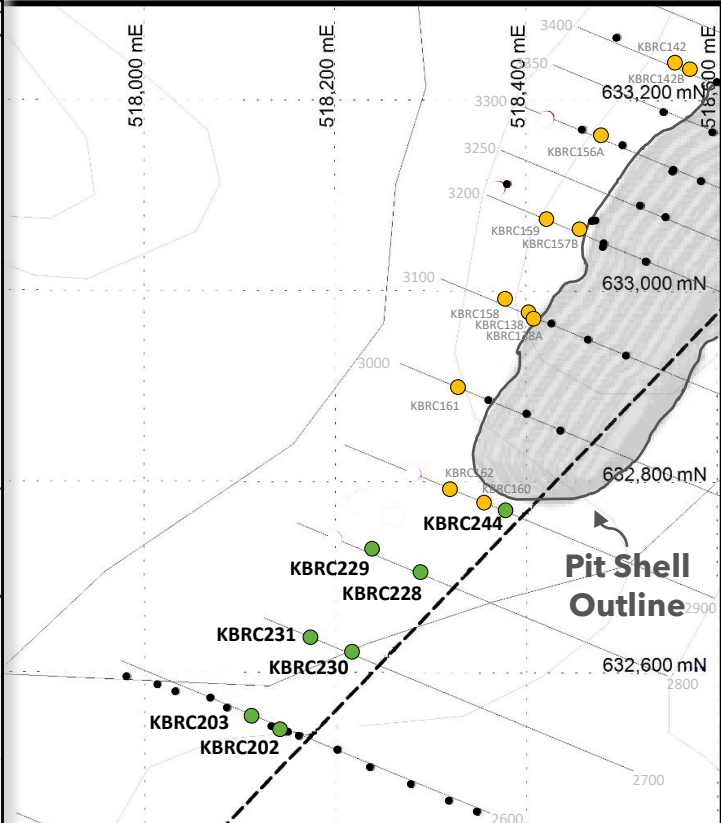 518,000 mE
518,200 mE
518,400 mE
518,600 mE
3400
KBRC142
3350
KBRC142B
633,200 mN
3300
KBRC156A
3250
3200
KBRC159
KBRC157B
3100
633,000 mN
KBRC158
KBRC138
KBRC138A
3000
KBRC161
KBRC162
632,800 mN
KBRC160
KBRC244
Pit Shell
Outline
KBRC229
KBRC228
2900
KBRC231
KBRC230
632,600 mN
2800
KBRC203
KBRC202
2700
2600